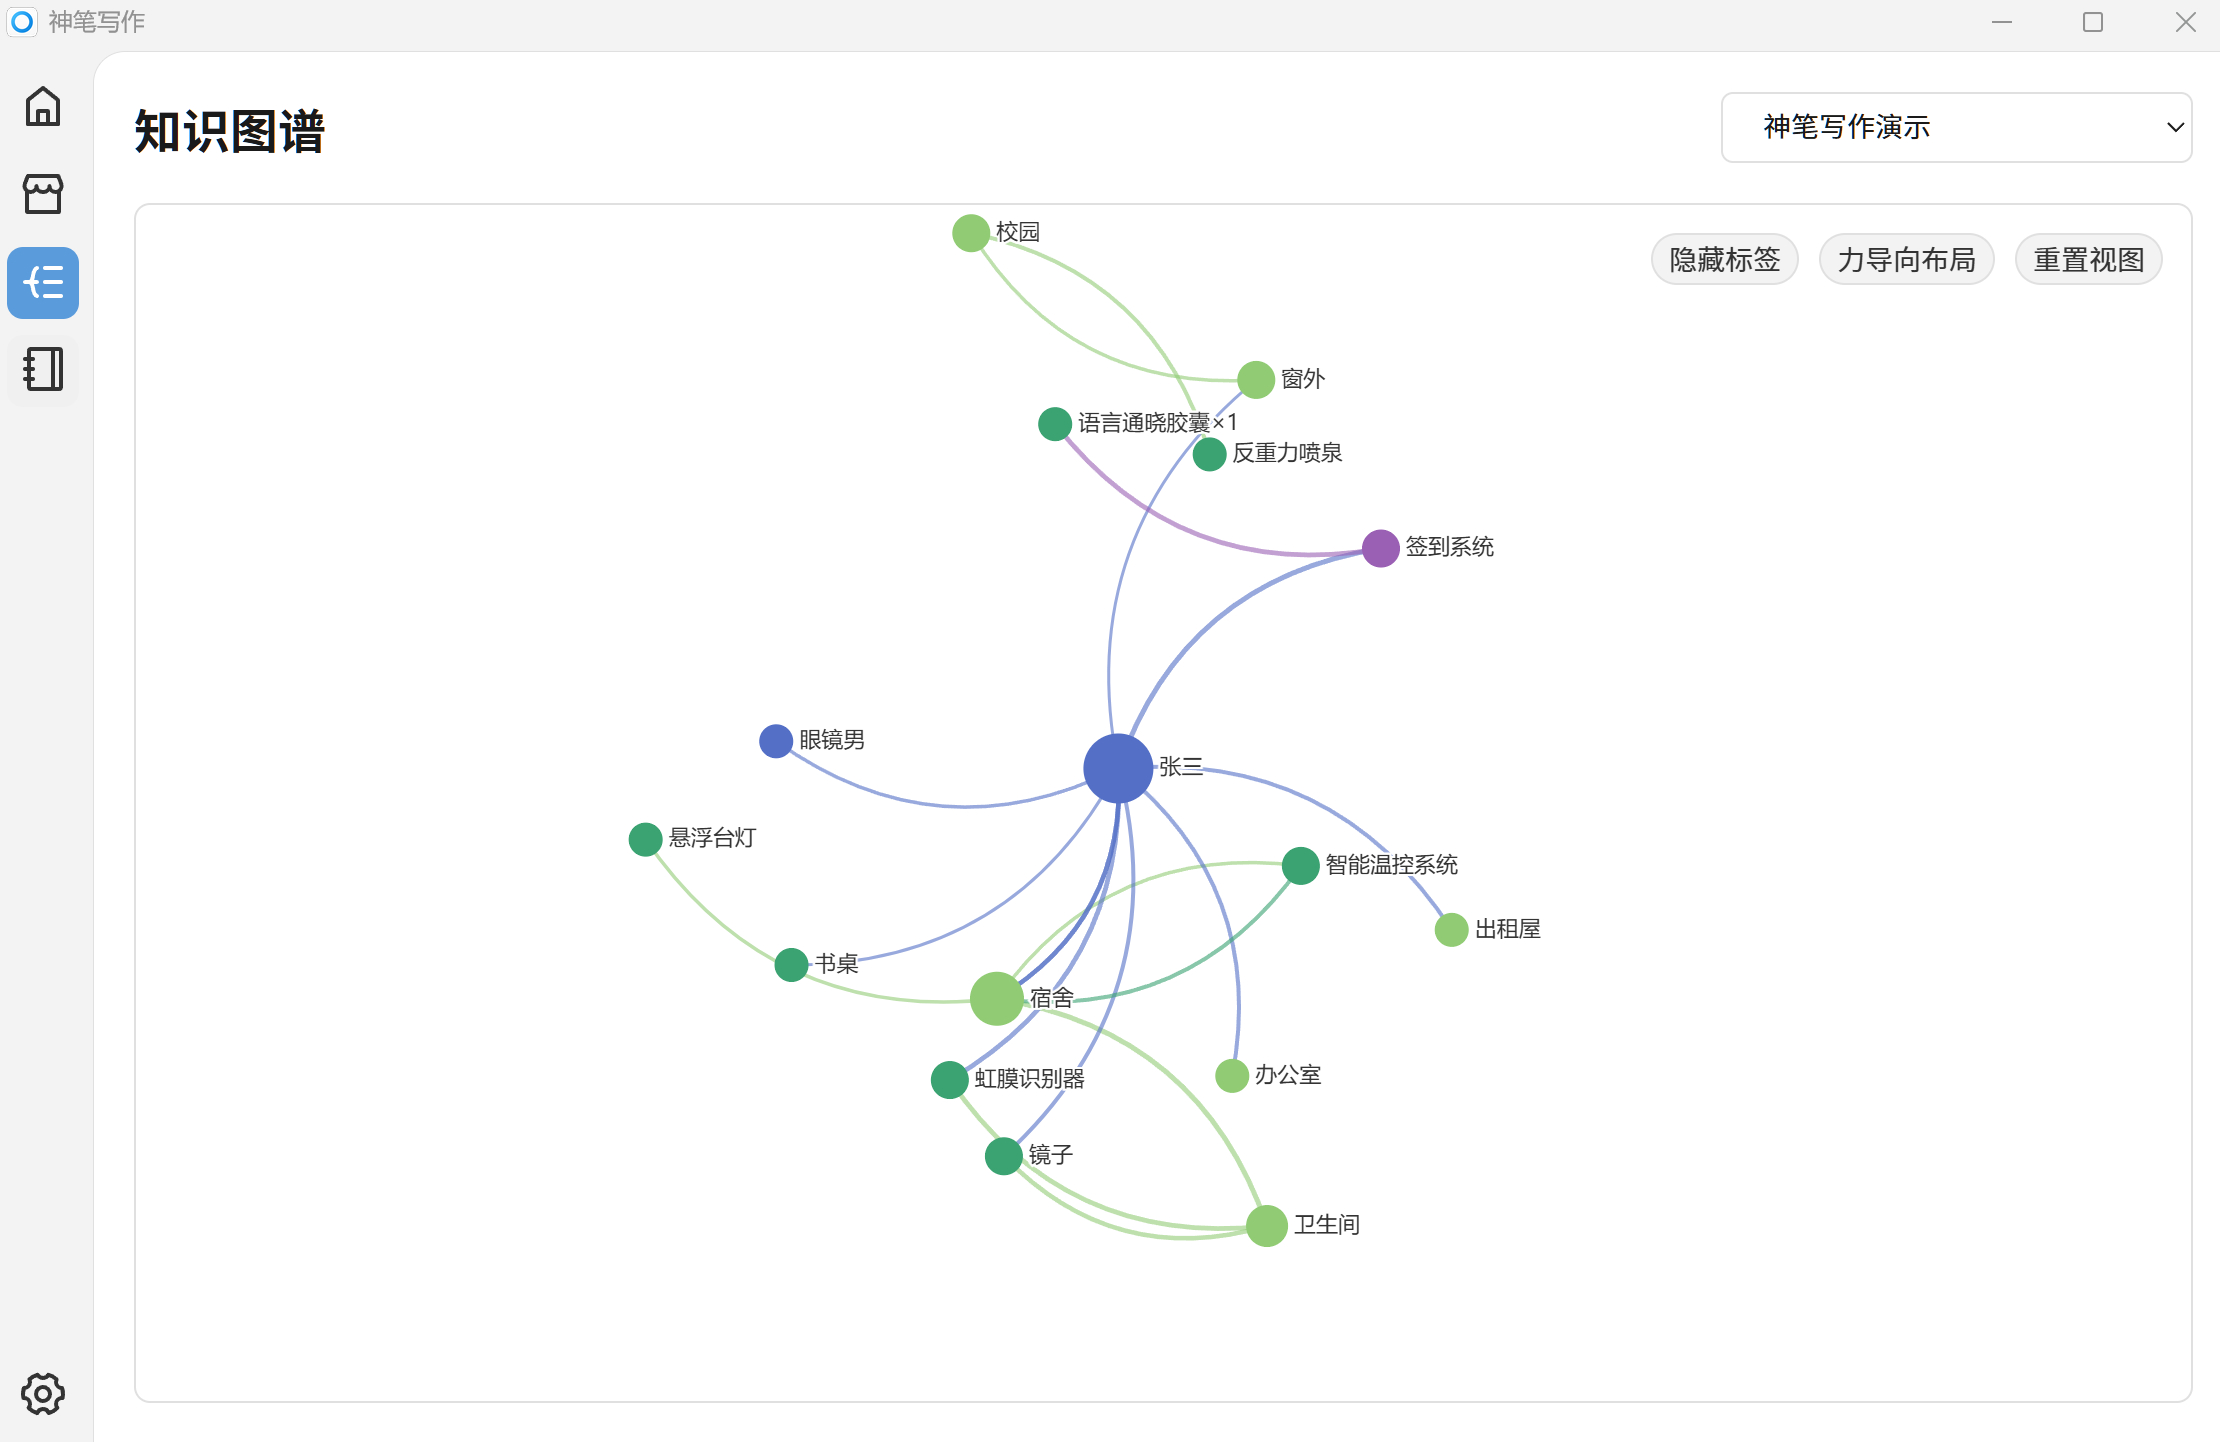 神笔写作
知识图谱
神笔写作演示
隐藏标签
力导向布局
重置视图
校园
窗外
语言通晓胶囊×1
反重力喷泉
签到系统
眼镜男
张三
悬浮台灯
智能温控系统
出租屋
书桌
宿舍
虹膜识别器
办公室
镜子
卫生间